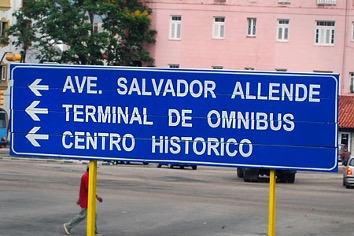 AVE. SALVADOR ALLENDE
TERMINAL DE OMNIBUS
CENTRO HISTORICO